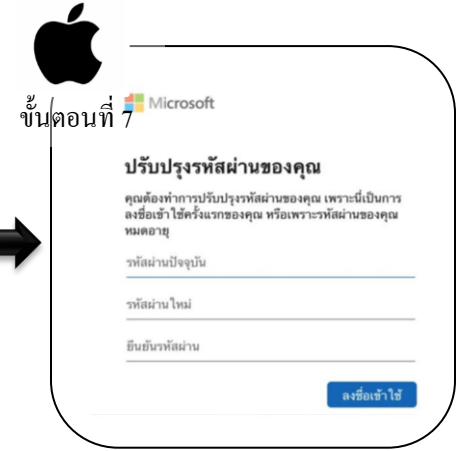 ขั้นตอนที่ 7
Microsoft
ปรับปรุงรหัสผ่านของคุณ
คุณต้องทำการปรับปรุงรหัสผ่านของคุณ เพราะนี่เป็นการ
ลงชื่อเข้าใช้ครั้งแรกของคุณ หรือเพราะรหัสผ่านของคุณ
หมดอายุ
รหัสผ่านปัจจุบัน
รหัสผ่านใหม่
ยืนยันรหัสผ่าน
ลงชื่อเข้าใช้